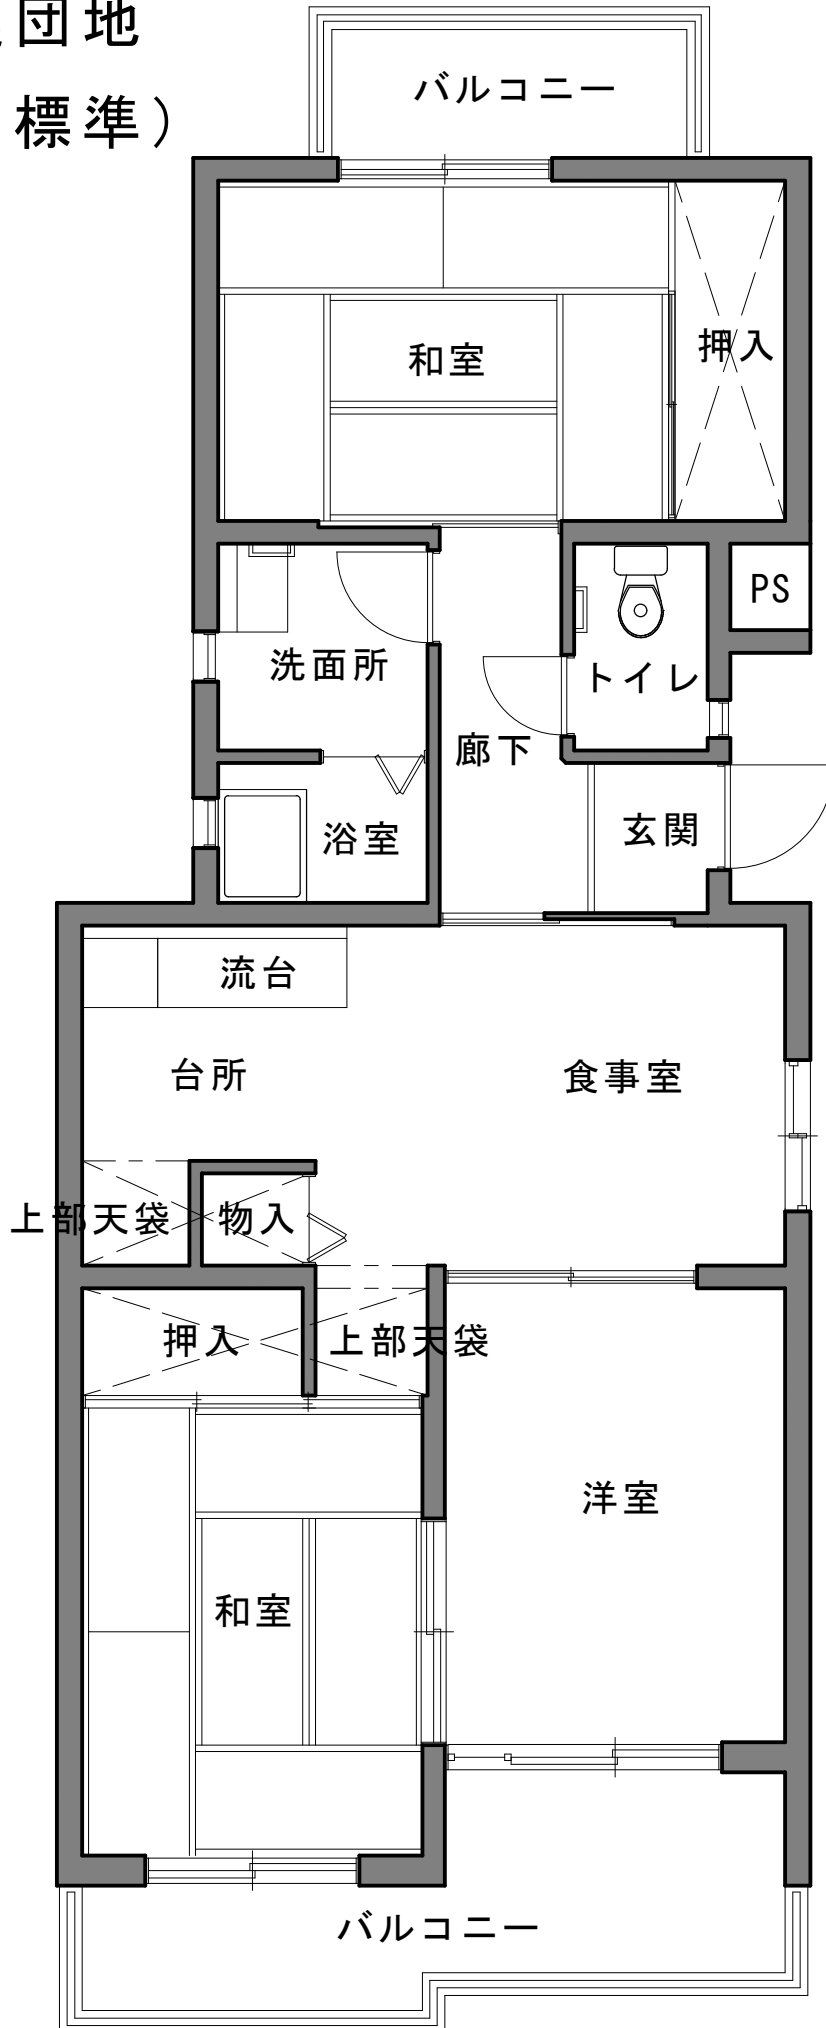 団地
標準）
バルコニー
和室
押入
PS
洗面所
トイレ
廊下
浴室
玄関
流台
台所
食事室
上部天袋
物入
押入
上部天袋
洋室
和室
バルコニー